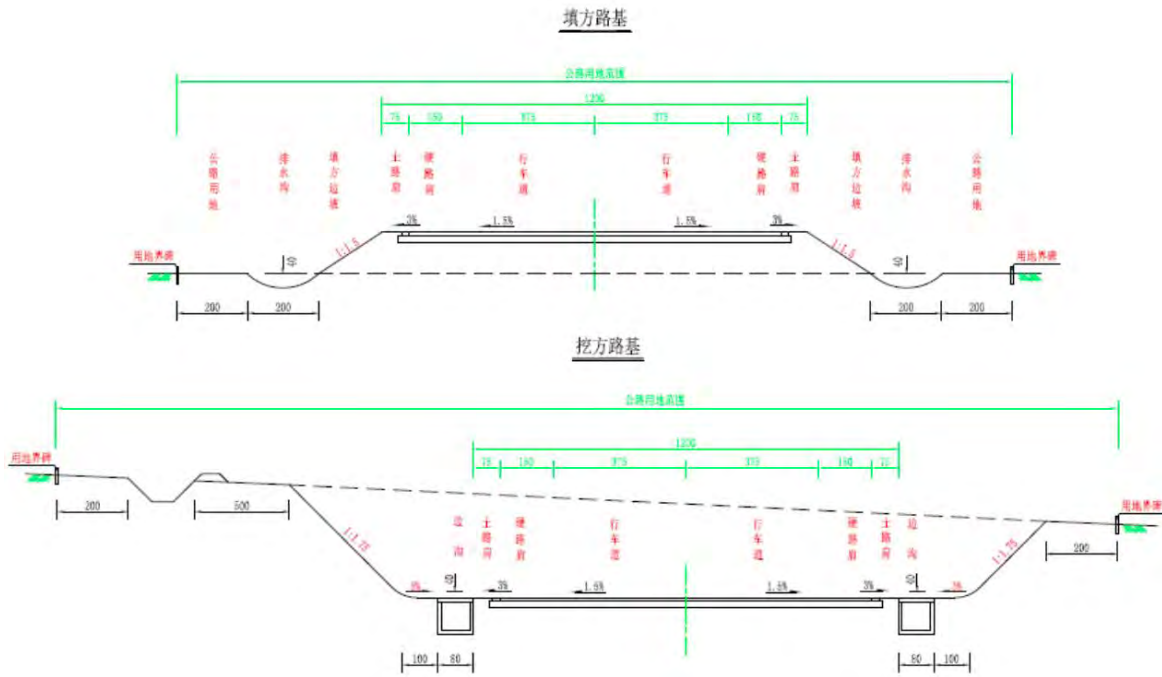 填方路基
公路用地范围
1200
75 150 375 375 150 75
公路用地 排水沟 填方边坡 土路肩 硬路肩 行车道 行车道 硬路肩 土路肩 填方边坡 排水沟 公路用地
3% 1.5% 1.5% 3%
用地界碑 40 1:1.5 1:1.5 40 用地界碑
200 200 200 200
挖方路基
公路用地范围
1200
75 150 375 375 150 75
用地界碑
200 500
用地界碑
边沟 土路肩 硬路肩 行车道 行车道 硬路肩 土路肩 边沟
1:1.75 1:1.75 200
40 3% 1.5% 1.5% 3% 40
100 80 80 100